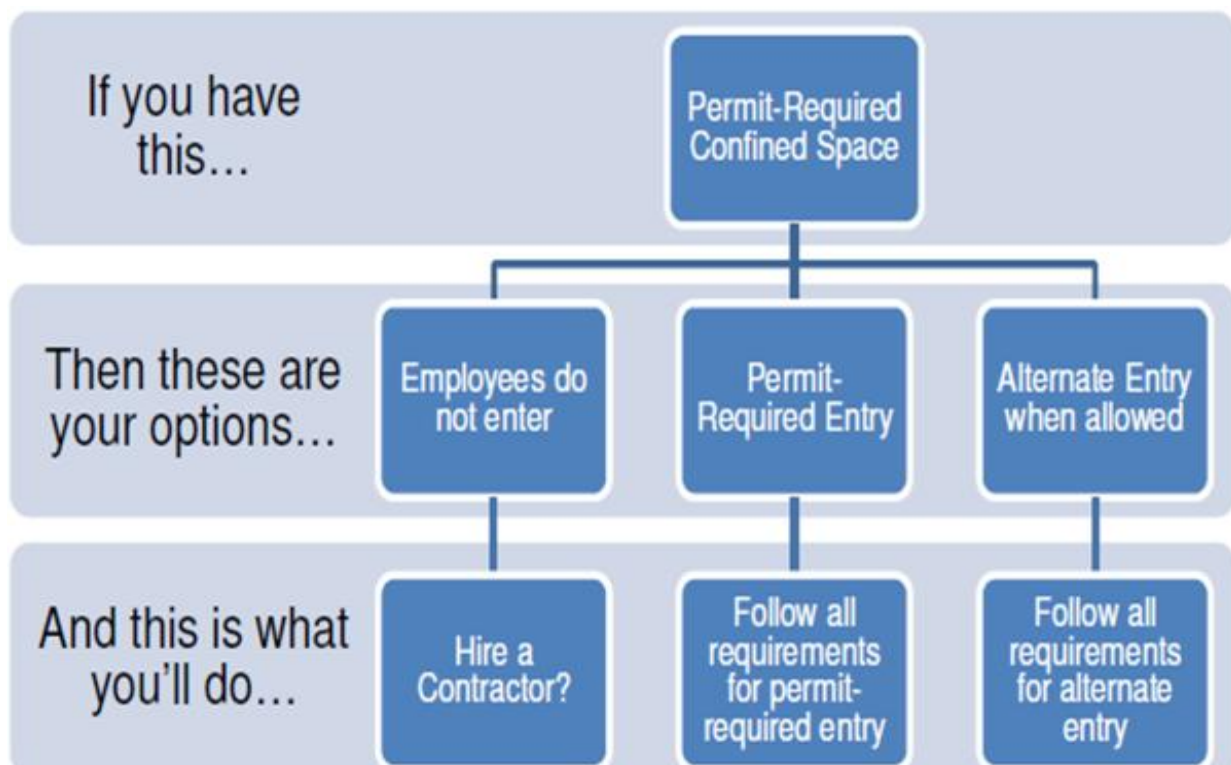 If you have
this…
Permit-Required
Confined Space
Then these are
your options…
Employees do
not enter
Permit-
Required Entry
Alternate Entry
when allowed
And this is what
you'll do…
Hire a
Contractor?
Follow all
requirements
for permit-
required entry
Follow all
requirements
for alternate
entry